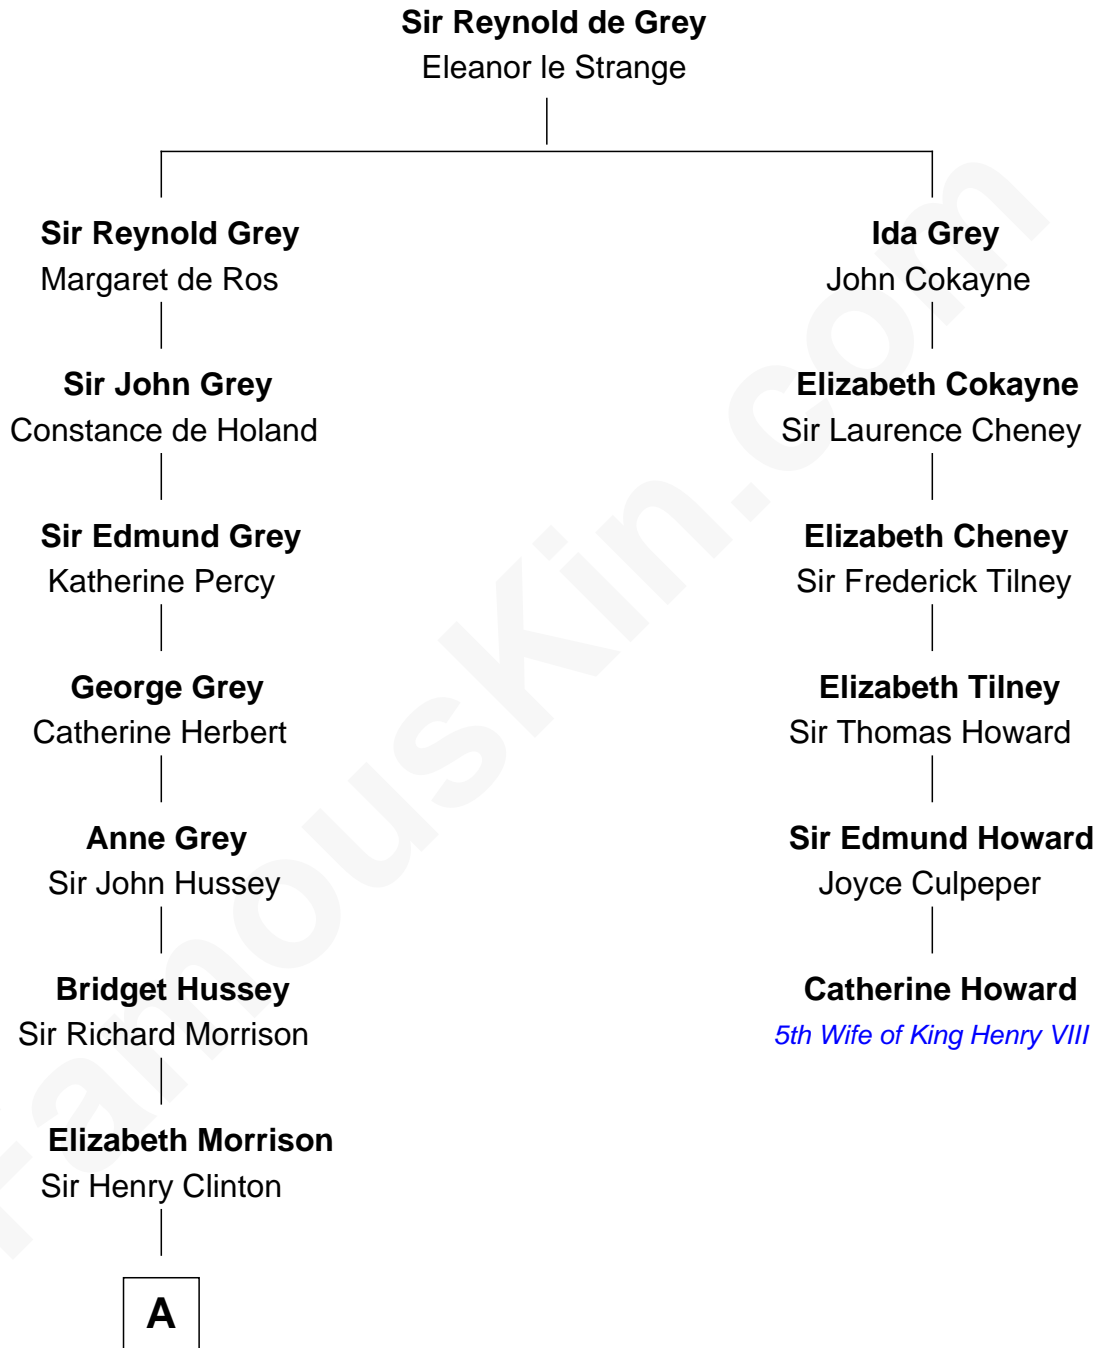 Sir Reynold de Grey
Eleanor le Strange
Sir Reynold Grey
Margaret de Ros
Ida Grey
John Cokayne
Sir John Grey
Constance de Holand
Elizabeth Cokayne
Sir Laurence Cheney
Sir Edmund Grey
Katherine Percy
Elizabeth Cheney
Sir Frederick Tilney
George Grey
Catherine Herbert
Elizabeth Tilney
Sir Thomas Howard
Anne Grey
Sir John Hussey
Sir Edmund Howard
Joyce Culpeper
Bridget Hussey
Sir Richard Morrison
Catherine Howard
5th Wife of King Henry VIII
Elizabeth Morrison
Sir Henry Clinton
A
FamousKin.com